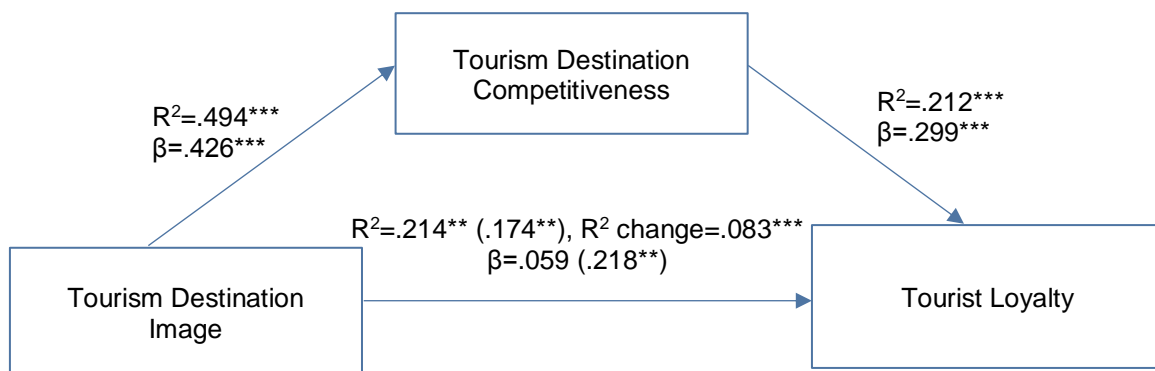 Tourism Destination
Competitiveness
R²=.494***
β=.426***
R²=.212***
β=.299***
R²=.214** (.174**), R² change=.083***
β=.059 (.218**)
Tourism Destination
Image
Tourist Loyalty